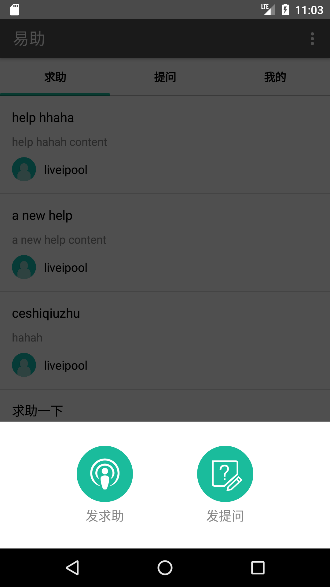 LTE 11:03
易助
求助 提问 我的
help hhaha
help hahah content
liveipool
a new help
a new help content
liveipool
ceshiqiuzhu
hahah
liveipool
求助一下
?
发求助 发提问